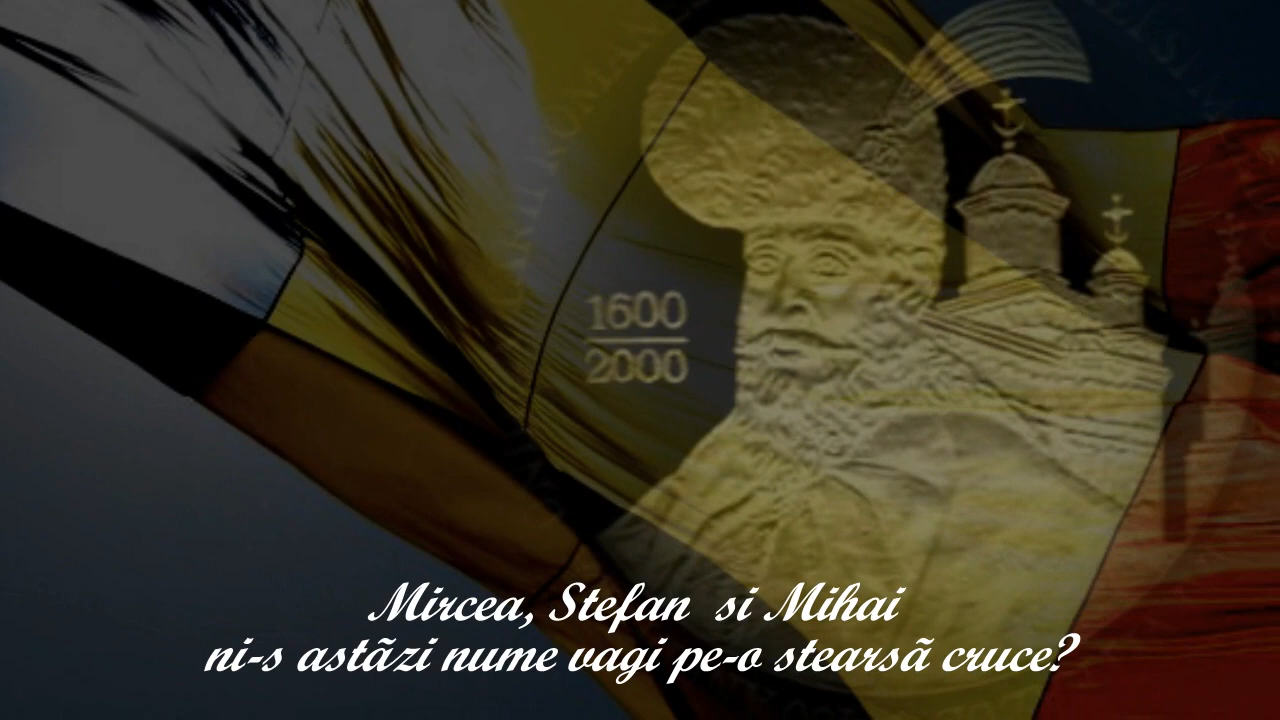 1600
2000
Mircea, Stefan si Mihai
ni-s astãzi nume vagi pe-o stearsã cruce?